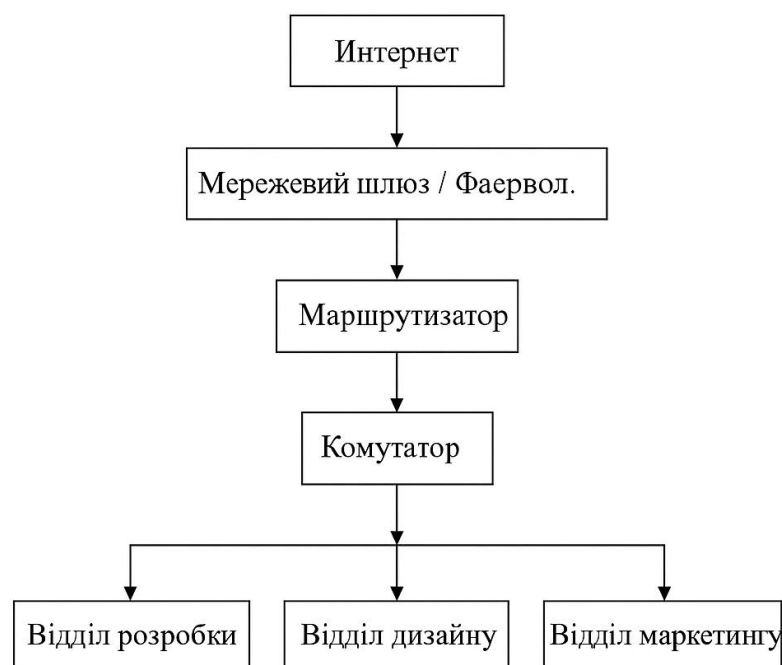 Интернет
Мережевий шлюз / Фаервол.
Маршрутизатор
Комутатор
Відділ розробки
Відділ дизайну
Відділ маркетингу